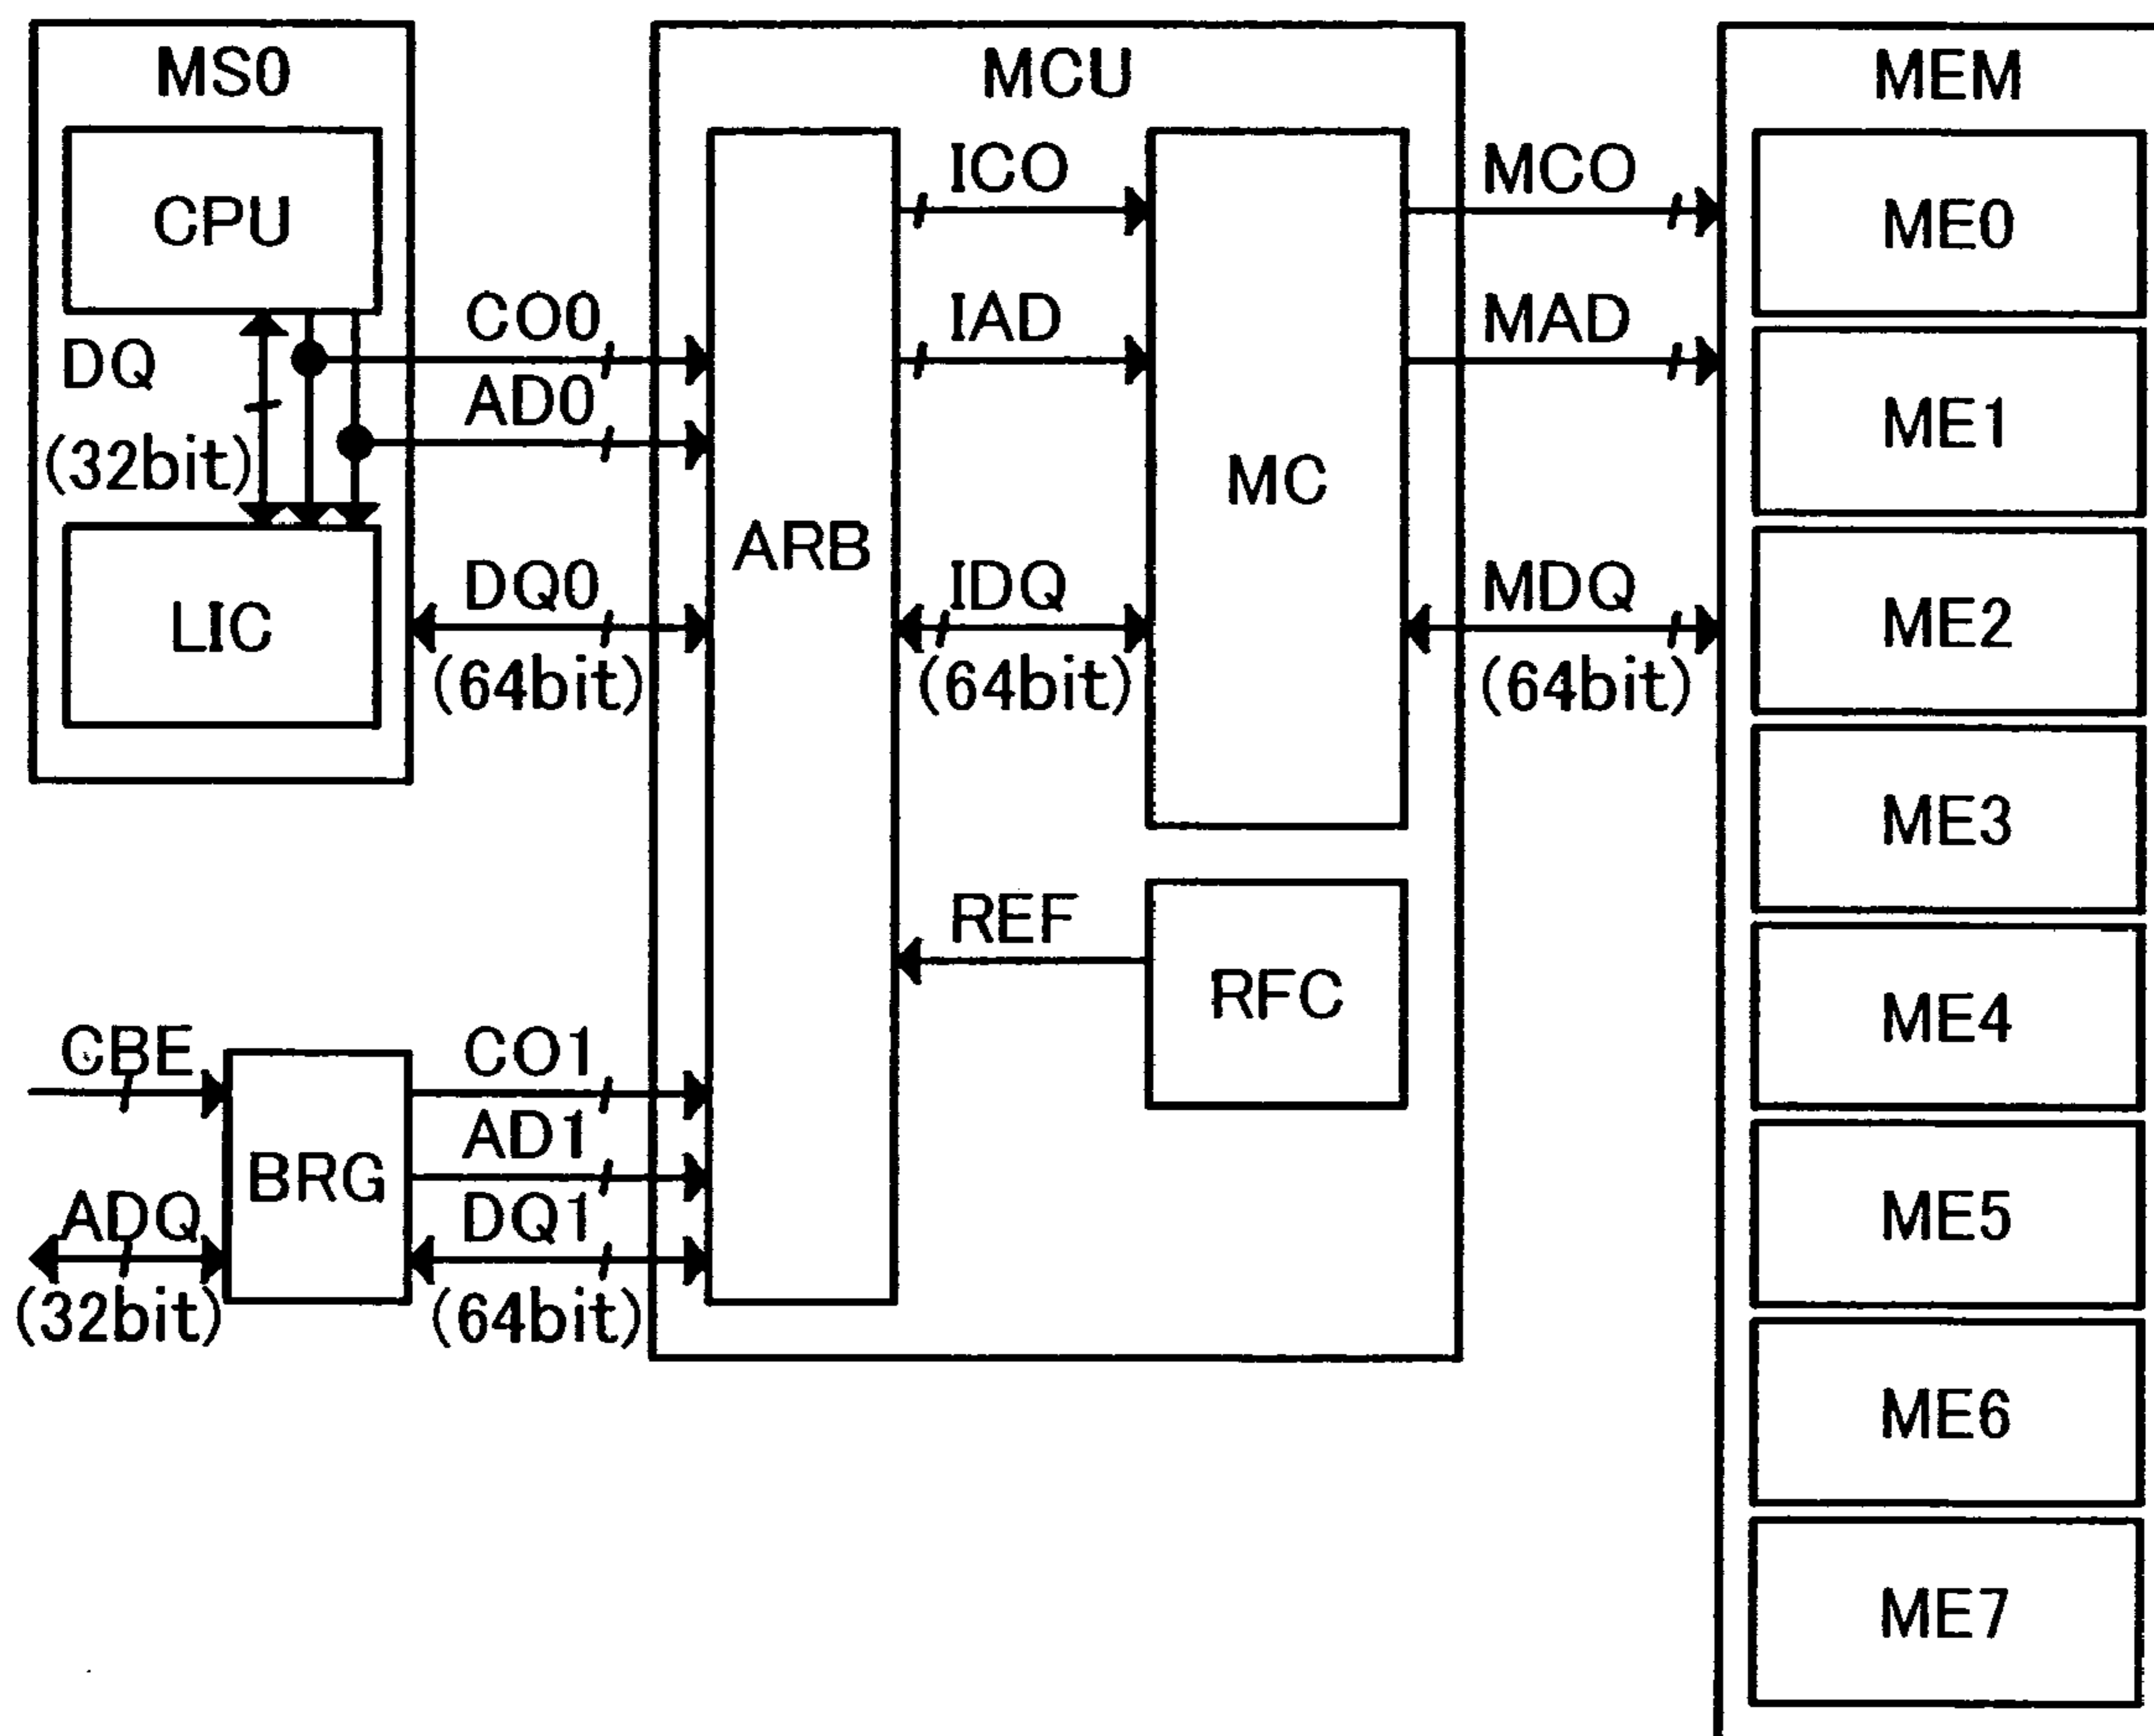 MS0
CPU
DQ
(32bit)
LIC
CO0
AD0
DQ0
(64bit)
CBE
ADQ
(32bit)
BRG
CO1
AD1
DQ1
(64bit)
MCU
ARB
ICO
IAD
IDQ
(64bit)
REF
MC
RFC
MCO
MAD
MDQ
(64bit)
MEM
ME0
ME1
ME2
ME3
ME4
ME5
ME6
ME7